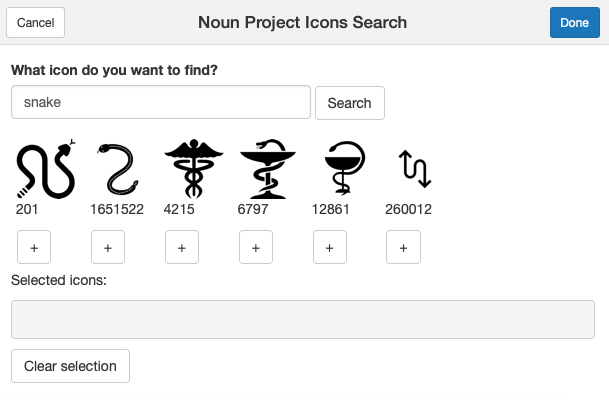 Cancel Noun Project Icons Search Done
What icon do you want to find?
snake Search
201 1651522 4215 6797 12861 260012
+ + + + + +
Selected icons:
Clear selection